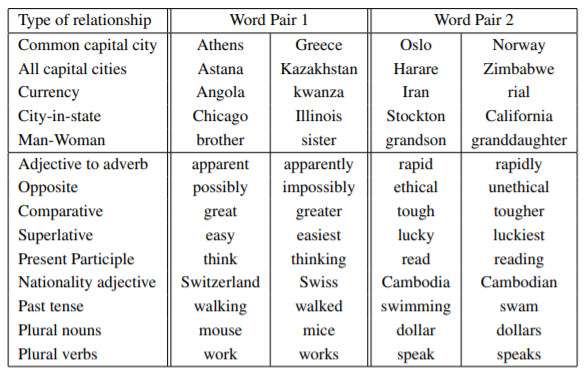 Type of relationship Word Pair 1 Word Pair 2
Common capital city Athens Greece Oslo Norway
All capital cities Astana Kazakhstan Harare Zimbabwe
Currency Angola kwanza Iran rial
City-in-state Chicago Illinois Stockton California
Man-Woman brother sister grandson granddaughter
Adjective to adverb apparent apparently rapid rapidly
Opposite possibly impossibly ethical unethical
Comparative great greater tough tougher
Superlative easy easiest lucky luckiest
Present Participle think thinking read reading
Nationality adjective Switzerland Swiss Cambodia Cambodian
Past tense walking walked swimming swam
Plural nouns mouse mice dollar dollars
Plural verbs work works speak speaks